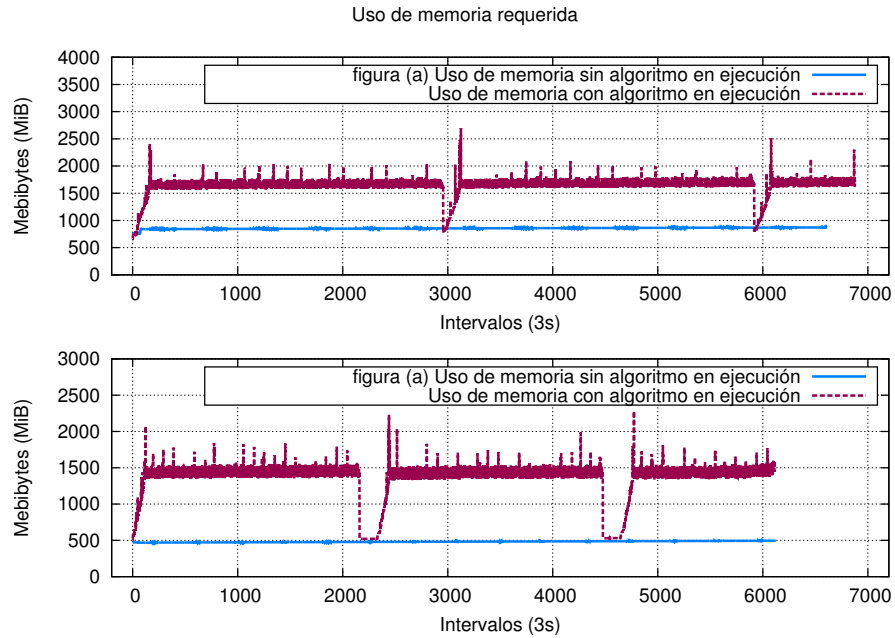 Uso de memoria requerida
4000
3500
3000
2500
2000
1500
1000
500
0
Mebibytes (MiB)
figura (a) Uso de memoria sin algoritmo en ejecución
Uso de memoria con algoritmo en ejecución
0 1000 2000 3000 4000 5000 6000 7000
Intervalos (3s)
3000
2500
2000
1500
1000
500
0
Mebibytes (MiB)
figura (a) Uso de memoria sin algoritmo en ejecución
Uso de memoria con algoritmo en ejecución
0 1000 2000 3000 4000 5000 6000 7000
Intervalos (3s)